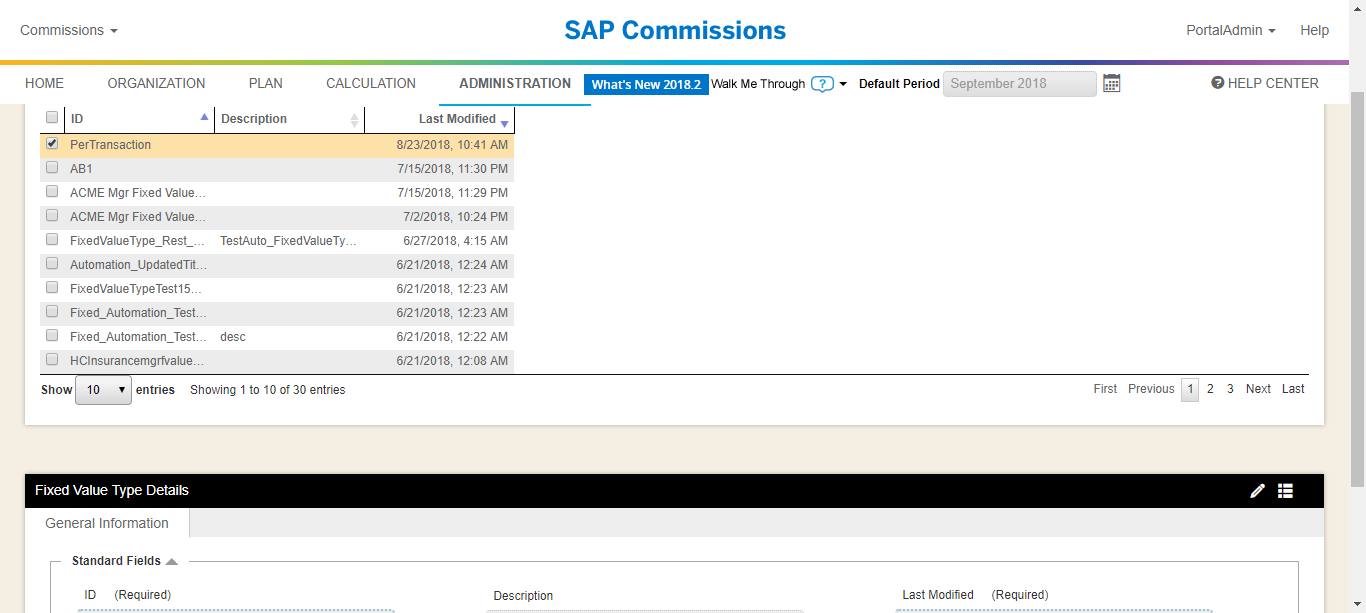 Commissions
SAP Commissions
PortalAdmin
Help
HOME ORGANIZATION PLAN CALCULATION ADMINISTRATION What's New 2018.2 Walk Me Through ? Default Period September 2018 ? HELP CENTER
ID Description Last Modified
PerTransaction 8/23/2018, 10:41 AM
AB1 7/15/2018, 11:30 PM
ACME Mgr Fixed Value... 7/15/2018, 11:29 PM
ACME Mgr Fixed Value... 7/2/2018, 10:24 PM
FixedValueType_Rest_... TestAuto_FixedValueTy... 6/27/2018, 4:15 AM
Automation_UpdatedTit... 6/21/2018, 12:24 AM
FixedValueTypeTest15... 6/21/2018, 12:23 AM
Fixed_Automation_Test... 6/21/2018, 12:23 AM
Fixed_Automation_Test... desc 6/21/2018, 12:22 AM
HCInsurancemgrfvalue... 6/21/2018, 12:08 AM
Show 10 entries Showing 1 to 10 of 30 entries First Previous 1 2 3 Next Last
Fixed Value Type Details
General Information
Standard Fields
ID (Required) Description Last Modified (Required)